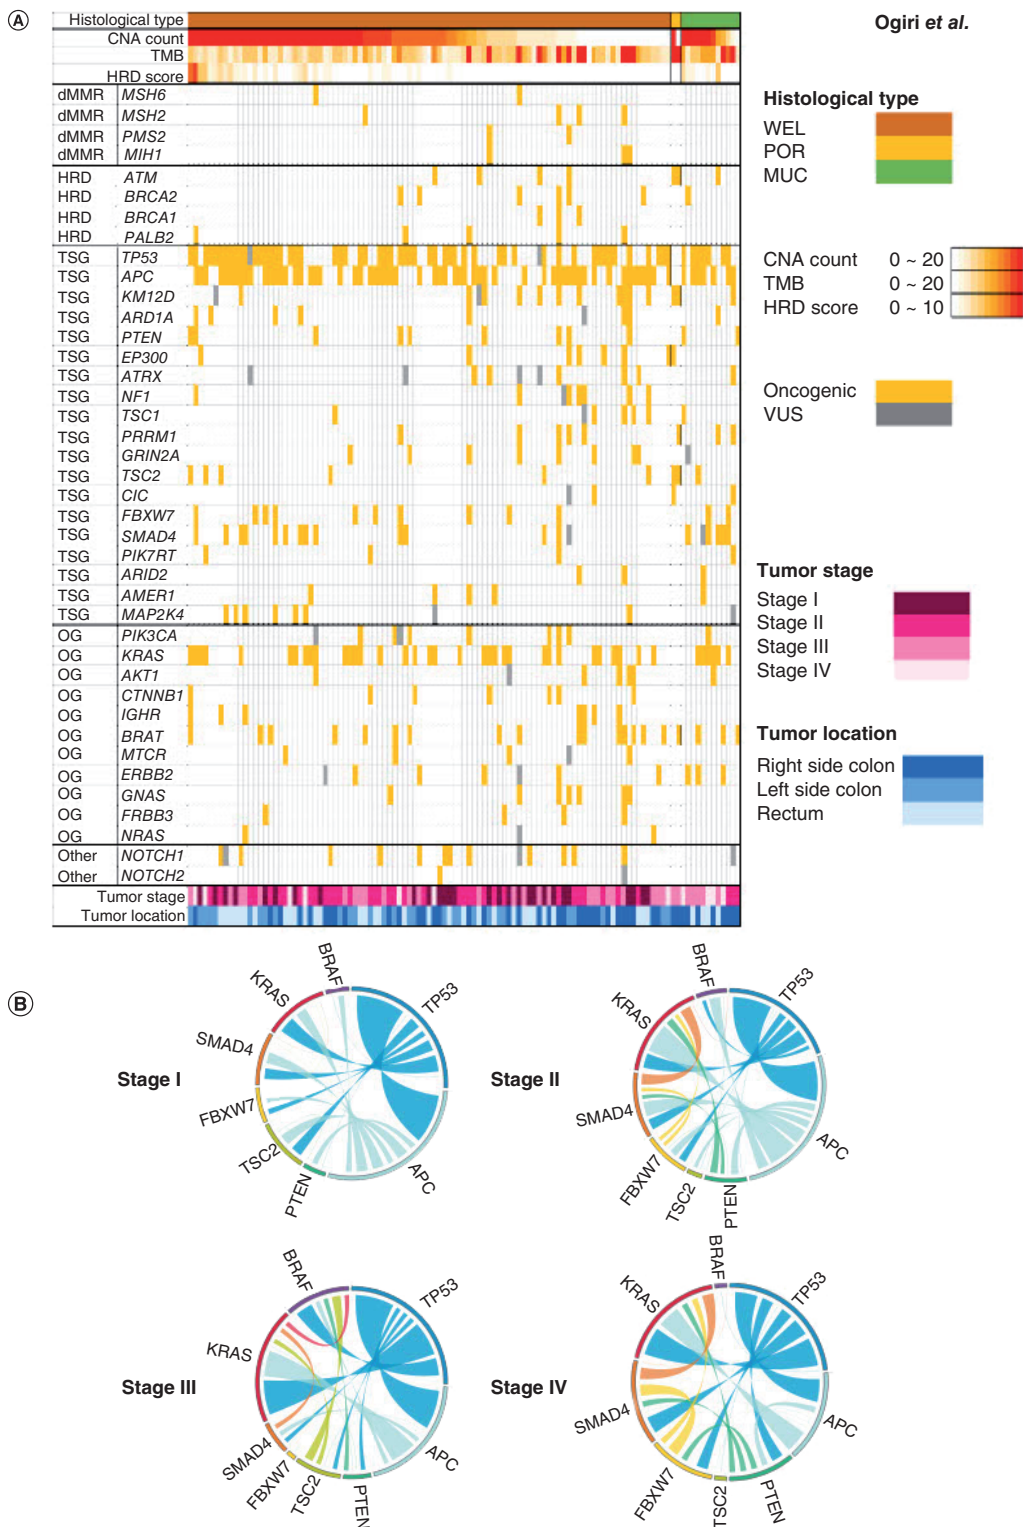 A
Ogiri et al.
Histological type
CNA count
TMB
HRD score
dMMR MSH6
dMMR MSH2
dMMR PMS2
dMMR MIH1
HRD ATM
HRD BRCA2
HRD BRCA1
HRD PALB2
TSG TP53
TSG APC
TSG KM12D
TSG ARD1A
TSG PTEN
TSG EP300
TSG ATRX
TSG NF1
TSG TSC1
TSG PRRM1
TSG GRIN2A
TSG TSC2
TSG CIC
TSG FBXW7
TSG SMAD4
TSG PIK7RT
TSG ARID2
TSG AMER1
TSG MAP2K4
OG PIK3CA
OG KRAS
OG AKT1
OG CTNNB1
OG IGHR
OG BRAT
OG MTCR
OG ERBB2
OG GNAS
OG FRBB3
OG NRAS
Other NOTCH1
Other NOTCH2
Tumor stage
Tumor location
Histological type
WEL
POR
MUC
CNA count 0 ~ 20
TMB 0 ~ 20
HRD score 0 ~ 10
Oncogenic
VUS
Tumor stage
Stage I
Stage II
Stage III
Stage IV
Tumor location
Right side colon
Left side colon
Rectum
B
Stage I
BRAF
TP53
KRAS
SMAD4
FBXW7
TSC2
PTEN
APC
Stage II
BRAF
TP53
KRAS
SMAD4
FBXW7
TSC2
PTEN
APC
Stage III
BRAF
TP53
KRAS
SMAD4
FBXW7
TSC2
PTEN
APC
Stage IV
BRAF
TP53
KRAS
SMAD4
FBXW7
TSC2
PTEN
APC